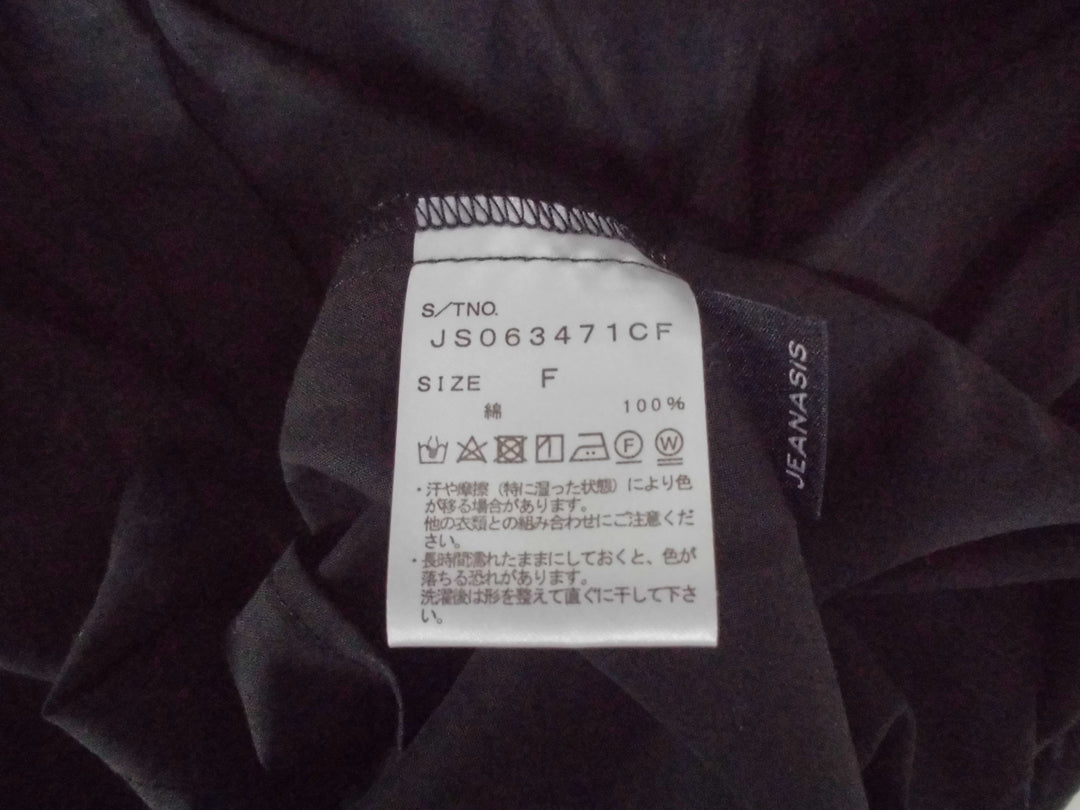 S/TNO.
JS063471CF
SIZE F
綿 100%
F W
・汗や摩擦（特に湿った状態）により色
が移る場合があります。
他の衣類との組み合わせにご注意くだ
さい。
・長時間濡れたままにしておくと、色が
落ちる恐れがあります。
洗濯後は形を整えて直ぐに干して下さ
い。
JEANASIS